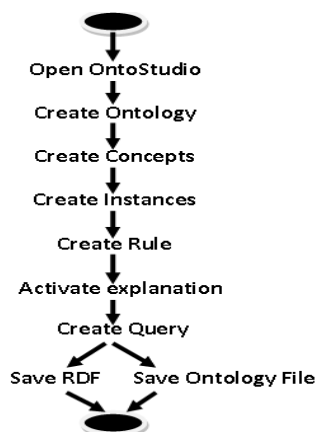 Open OntoStudio
Create Ontology
Create Concepts
Create Instances
Create Rule
Activate explanation
Create Query
Save RDF
Save Ontology File